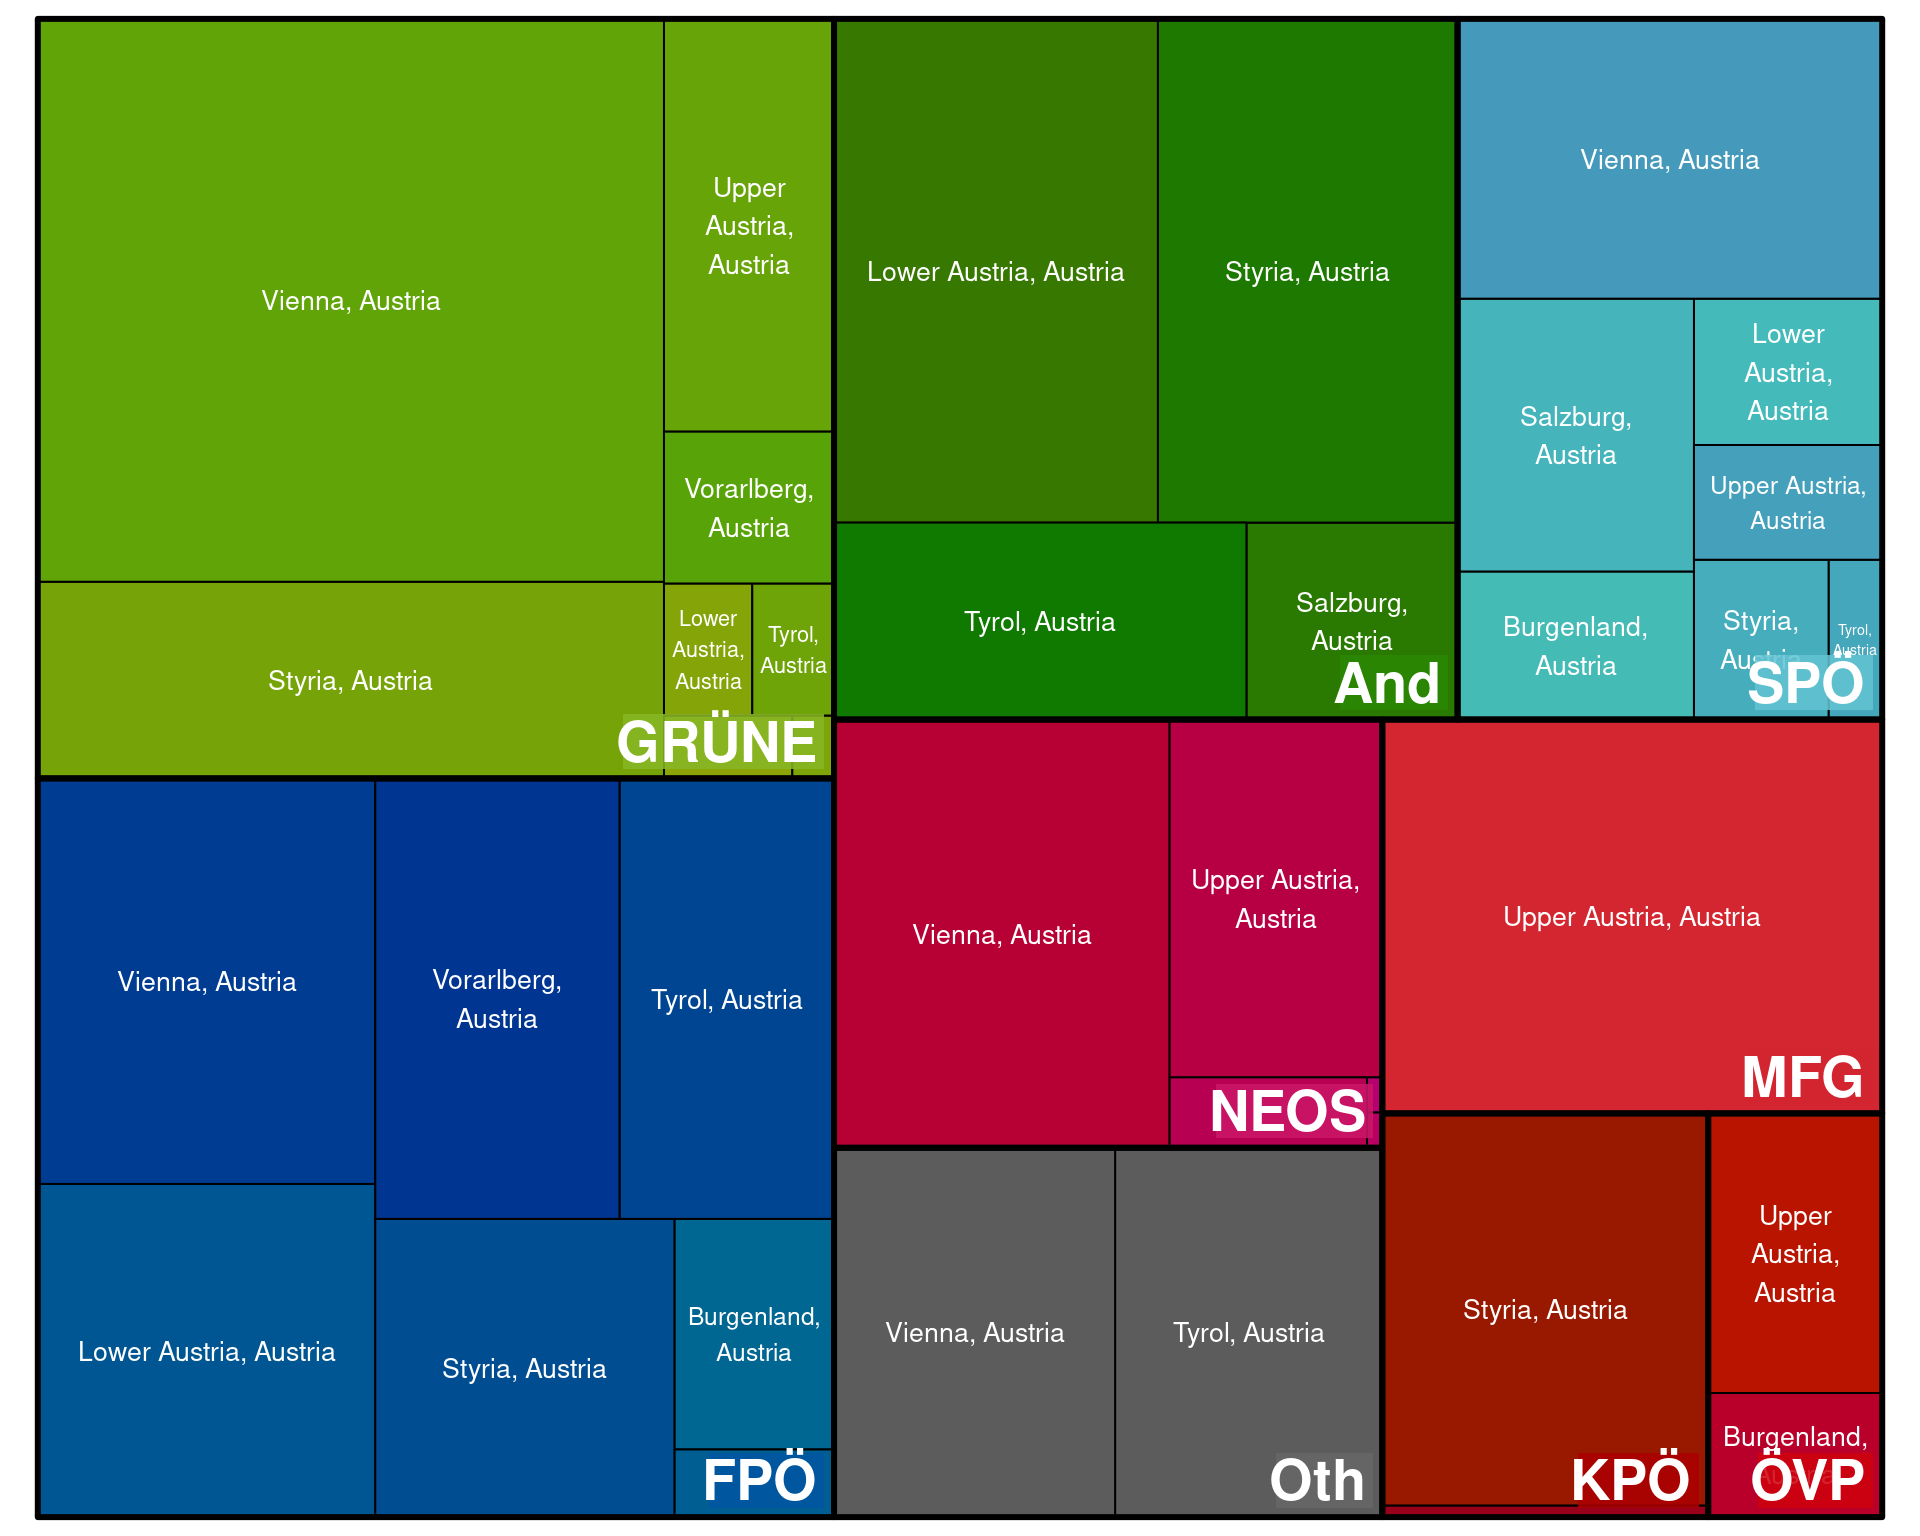 Vienna, Austria
Upper
Austria,
Austria
Vorarlberg,
Austria
Styria, Austria
Lower
Austria,
Austria
Tyrol,
Austria
GRÜNE
Lower Austria, Austria
Styria, Austria
Tyrol, Austria
Salzburg,
Austria
And
Vienna, Austria
Salzburg,
Austria
Lower
Austria,
Austria
Upper Austria,
Austria
Burgenland,
Austria
Styria,
Austria
Tyrol,
Austria
SPÖ
Vienna, Austria
Vorarlberg,
Austria
Tyrol, Austria
Lower Austria, Austria
Styria, Austria
Burgenland,
Austria
FPÖ
Vienna, Austria
Upper Austria,
Austria
NEOS
Upper Austria, Austria
MFG
Vienna, Austria
Tyrol, Austria
Oth
Styria, Austria
KPÖ
Upper
Austria,
Austria
Burgenland,
ÖVP